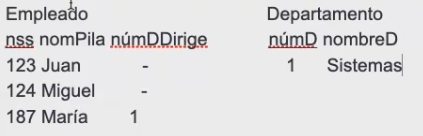 Empleado Departamento
nss nomPila númDDirige númD nombreD
123 Juan - 1 Sistemas
124 Miguel -
187 María 1